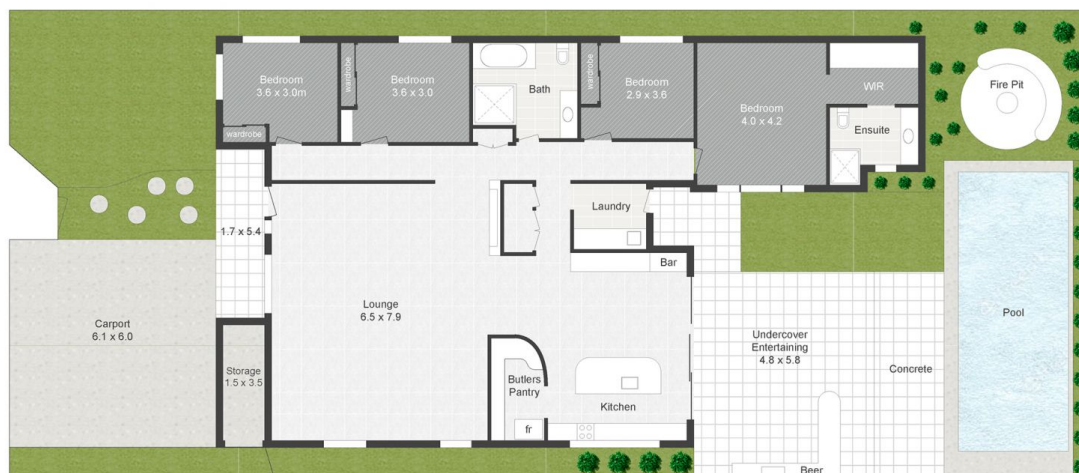 Bedroom
3.6 x 3.0m
wardrobe
wardrobe
Bedroom
3.6 x 3.0
Bath
wardrobe
Bedroom
2.9 x 3.6
Bedroom
4.0 x 4.2
WIR
Ensuite
Fire Pit
1.7 x 5.4
Laundry
Bar
Lounge
6.5 x 7.9
Carport
6.1 x 6.0
Storage
1.5 x 3.5
Butlers
Pantry
fr
Kitchen
Undercover
Entertaining
4.8 x 5.8
Concrete
Pool
Beer